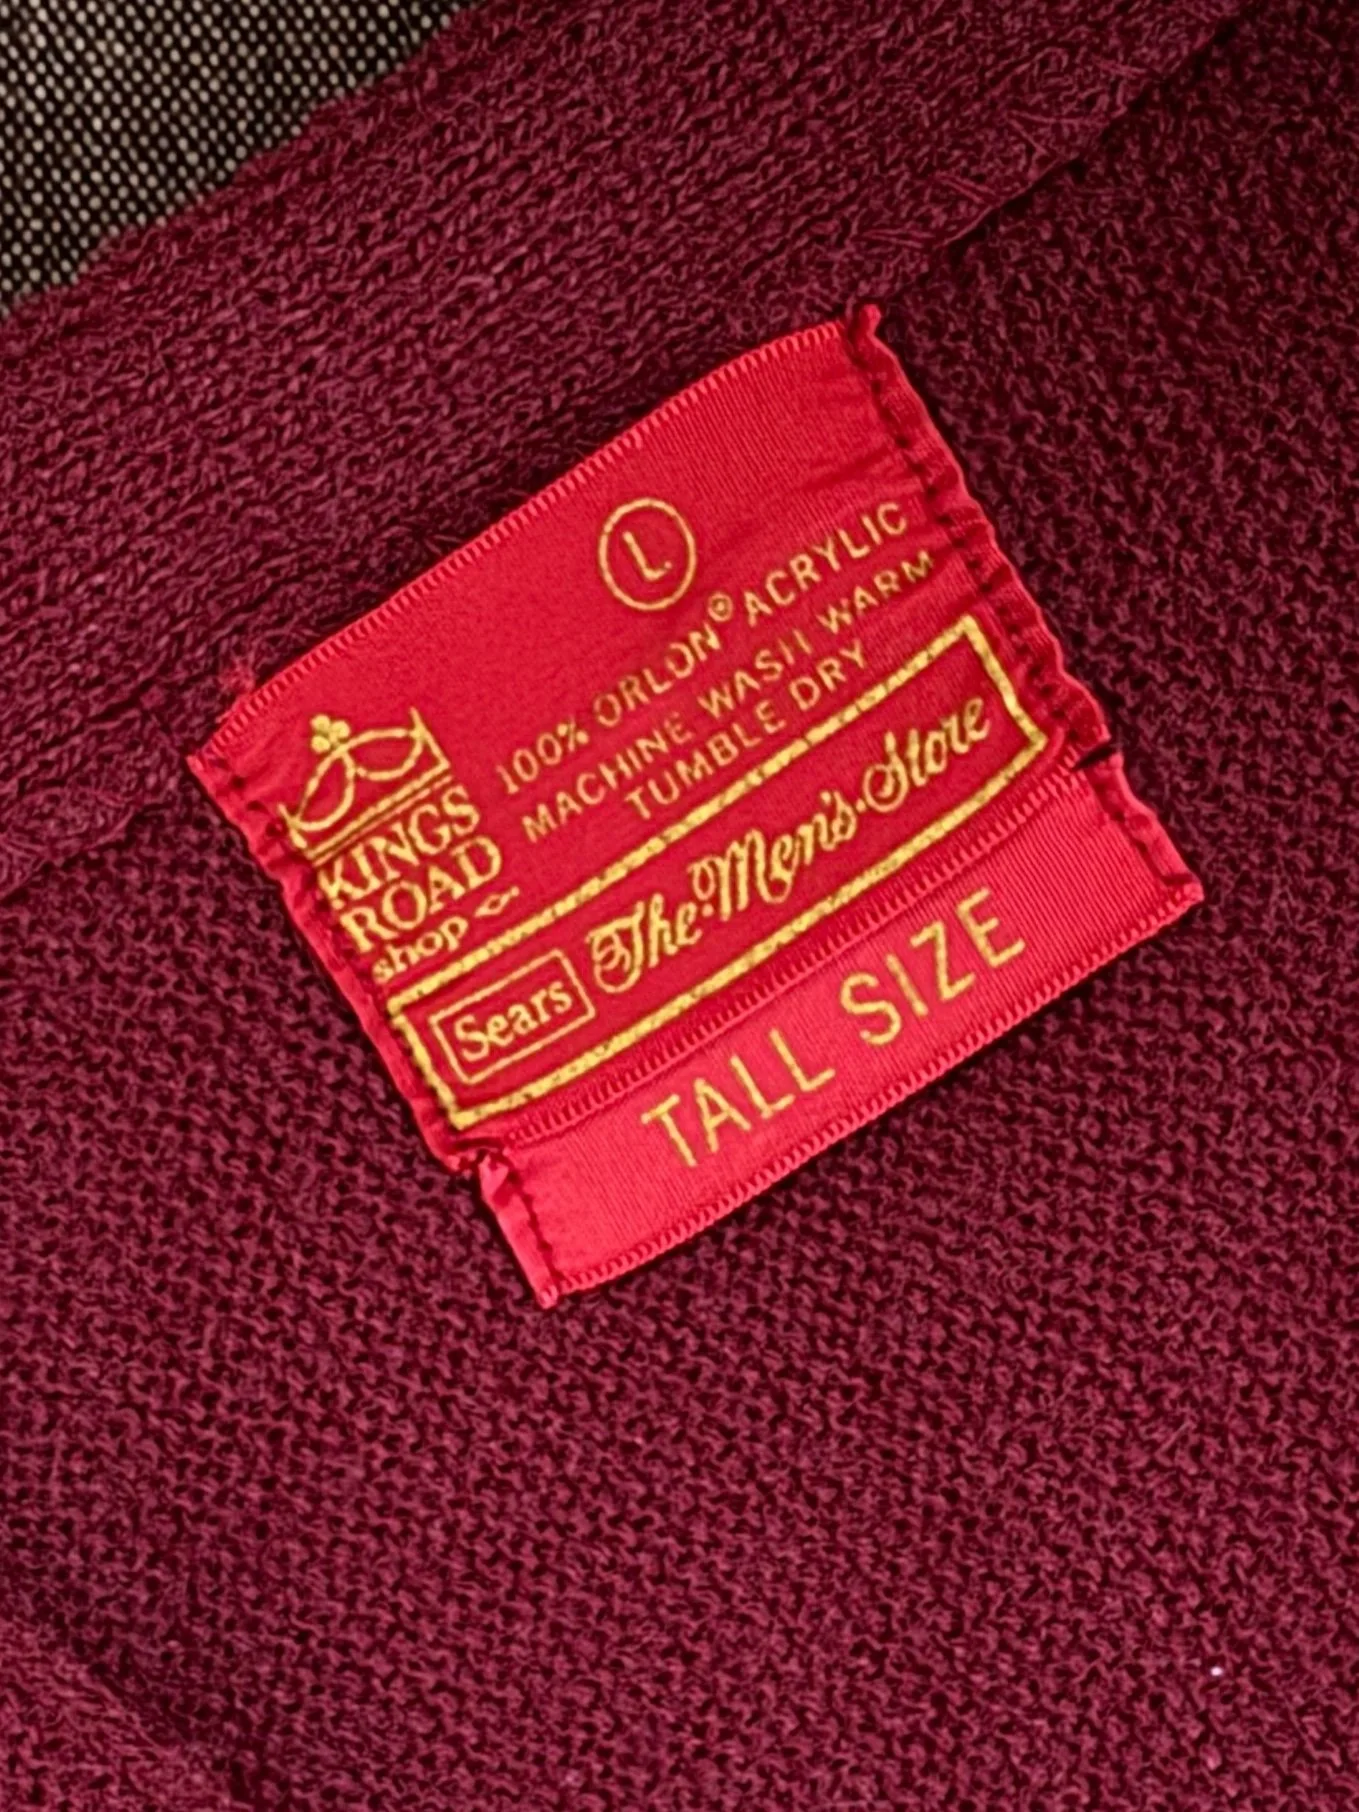 L
100% ORLON® ACRYLIC
MACHINE WASH WARM
TUMBLE DRY
KINGS
ROAD
shop
Sears The Men's Store
TALL SIZE